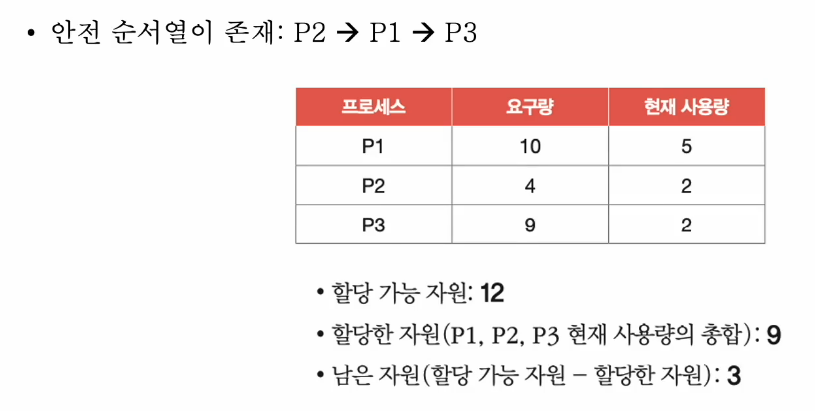 • 안전 순서열이 존재: P2 → P1 → P3
프로세스 요구량 현재 사용량
P1 10 5
P2 4 2
P3 9 2
• 할당 가능 자원: 12
• 할당한 자원(P1, P2, P3 현재 사용량의 총합): 9
• 남은 자원(할당 가능 자원 – 할당한 자원): 3